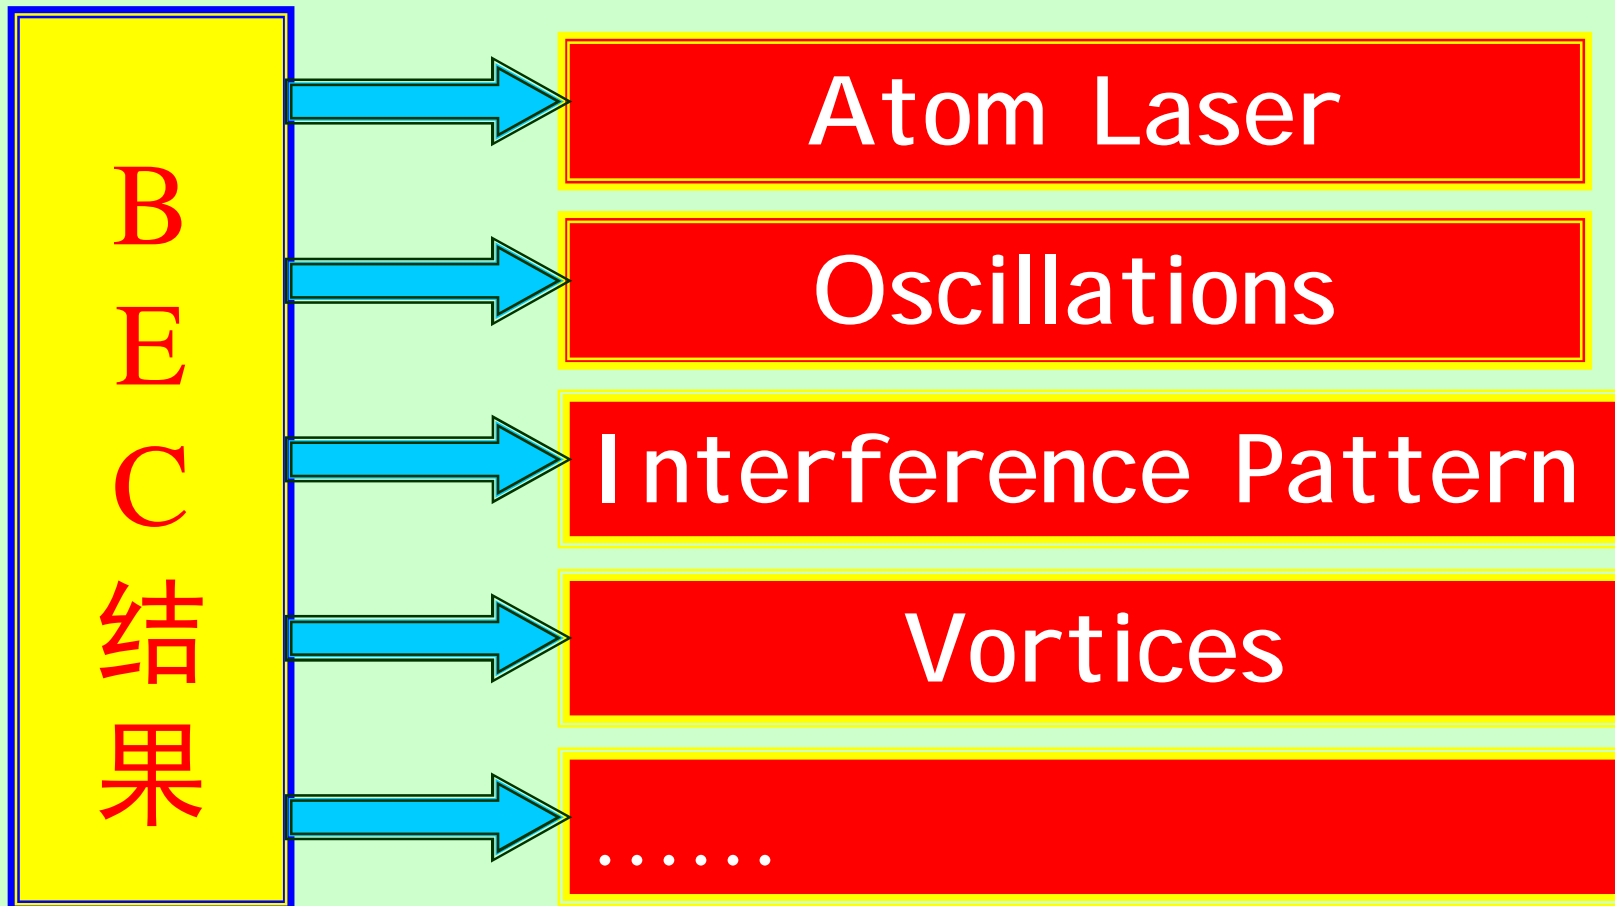 B
E
C
结
果
Atom Laser
Oscillations
Interference Pattern
Vortices
......